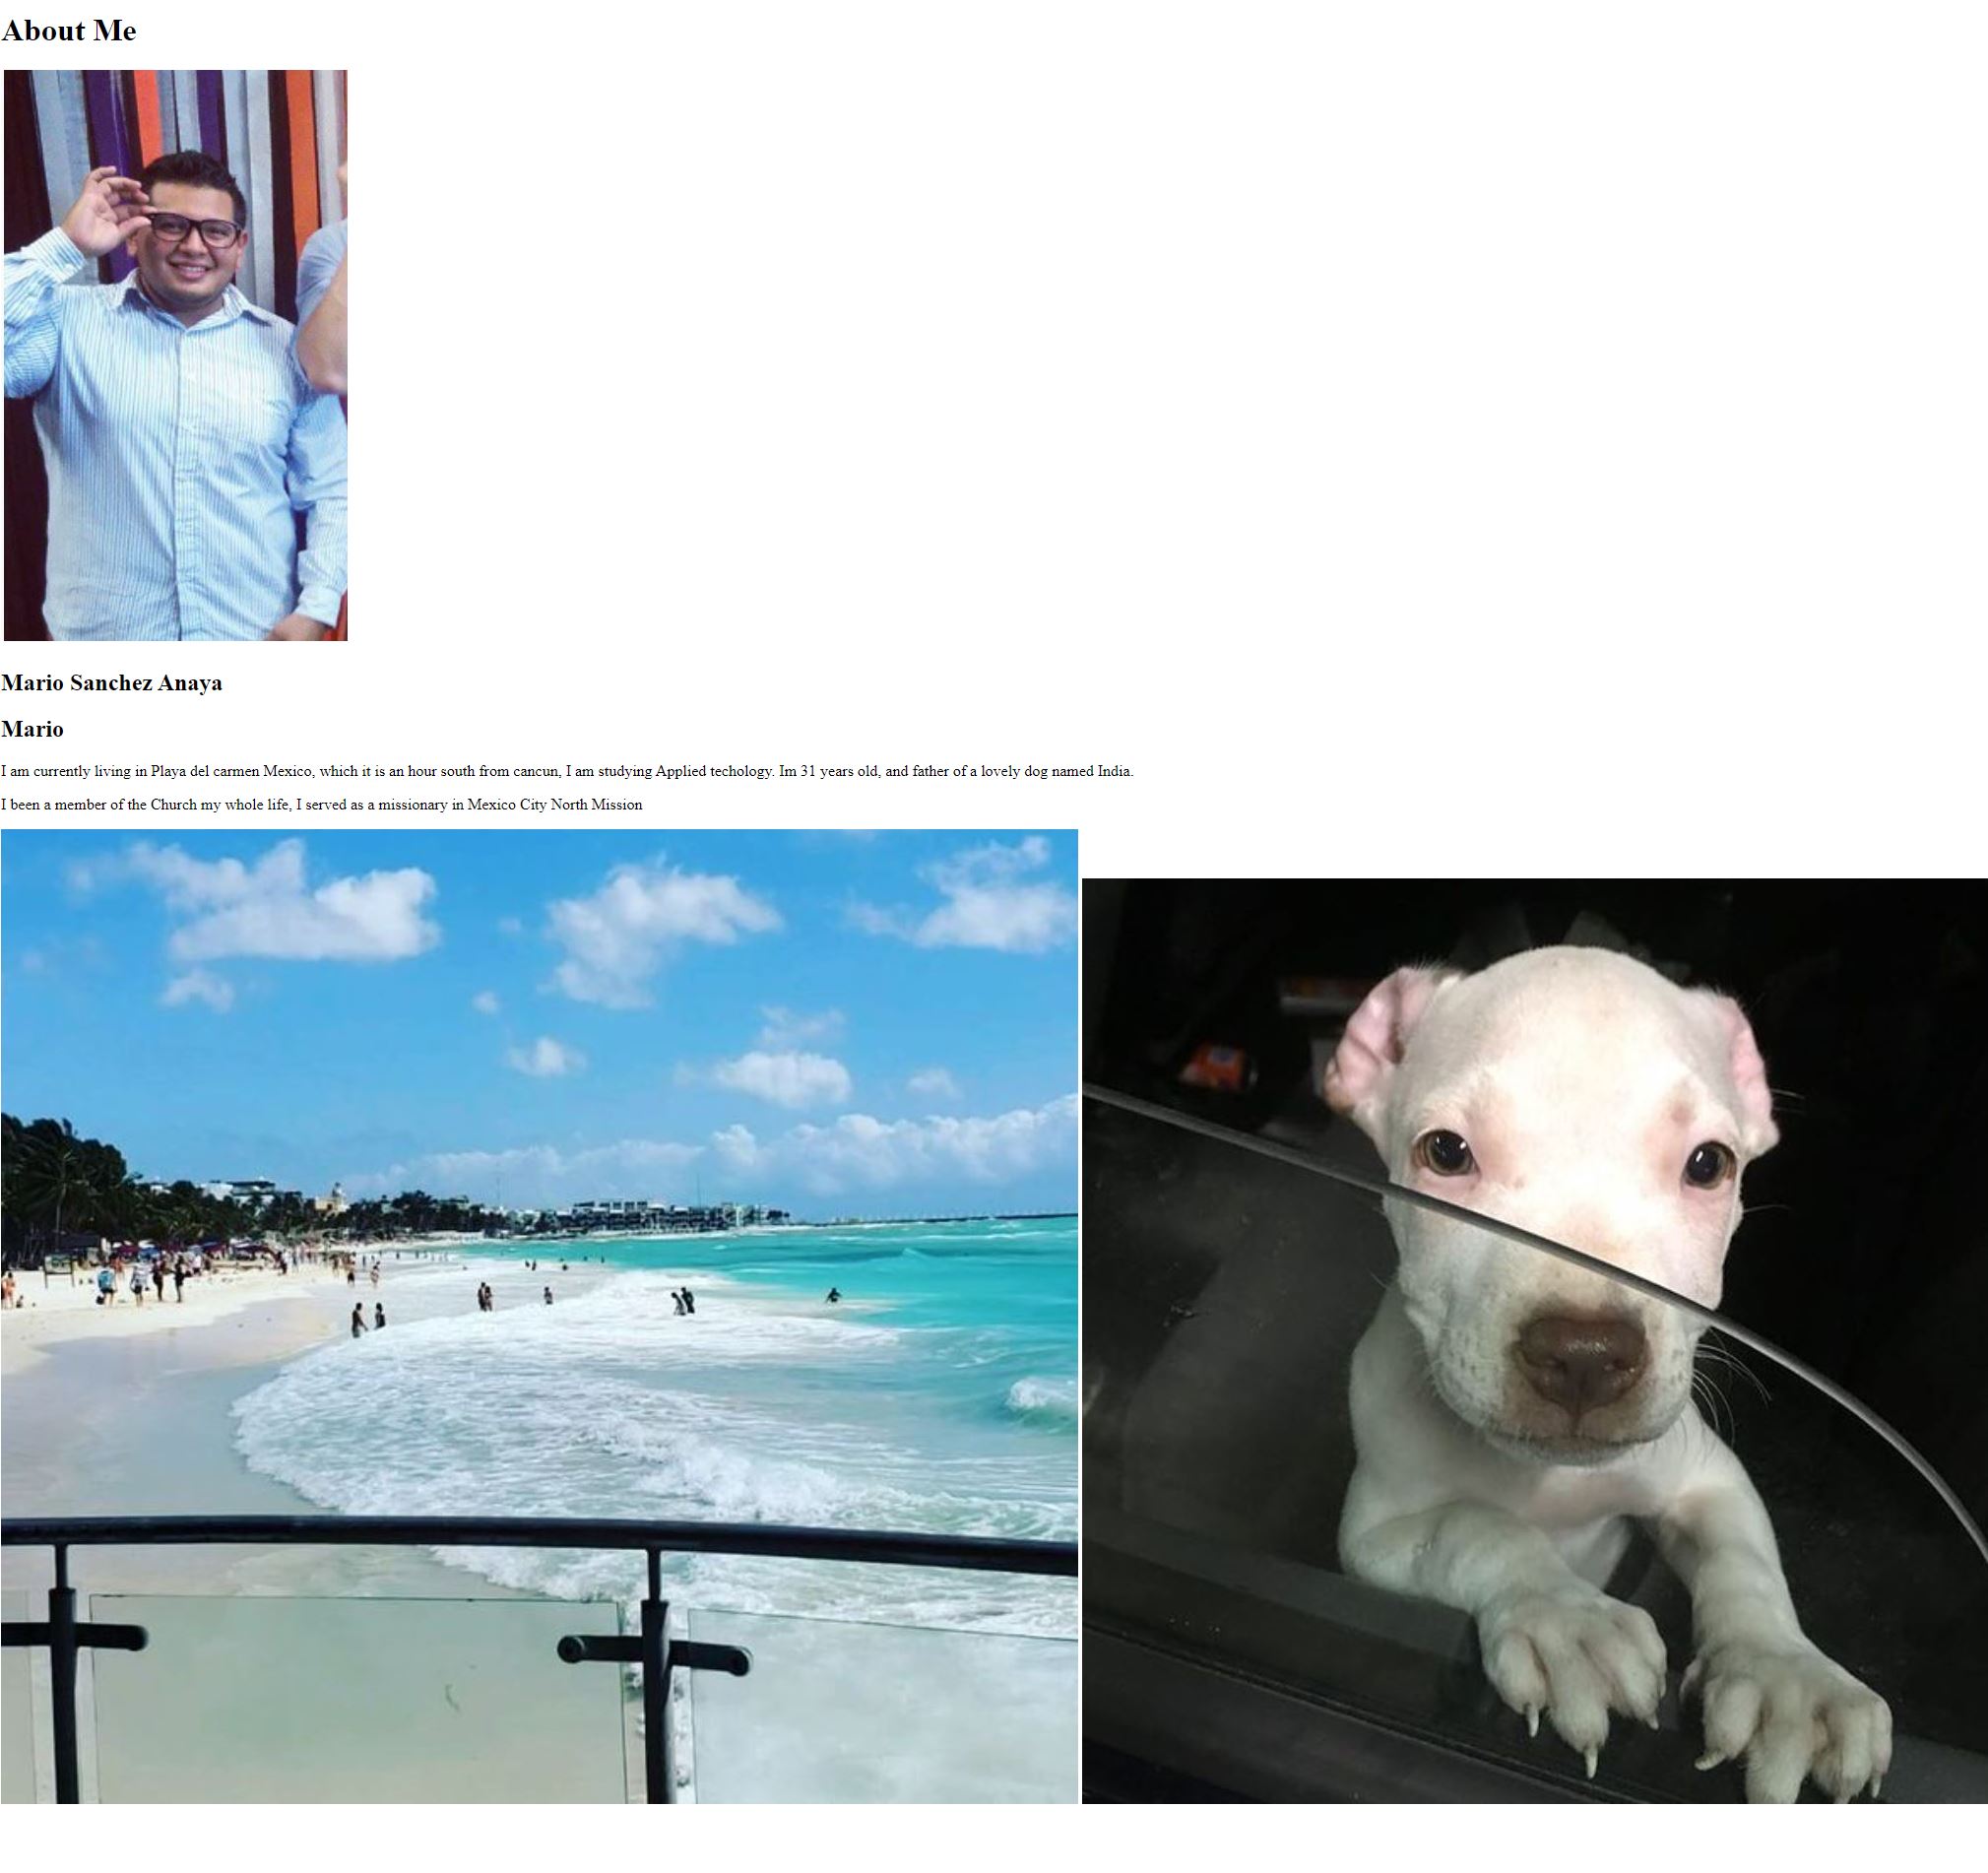 About Me
Mario Sanchez Anaya
Mario
I am currently living in Playa del carmen Mexico, which it is an hour south from cancun, I am studying Applied techology. Im 31 years old, and father of a lovely dog named India.
I been a member of the Church my whole life, I served as a missionary in Mexico City North Mission